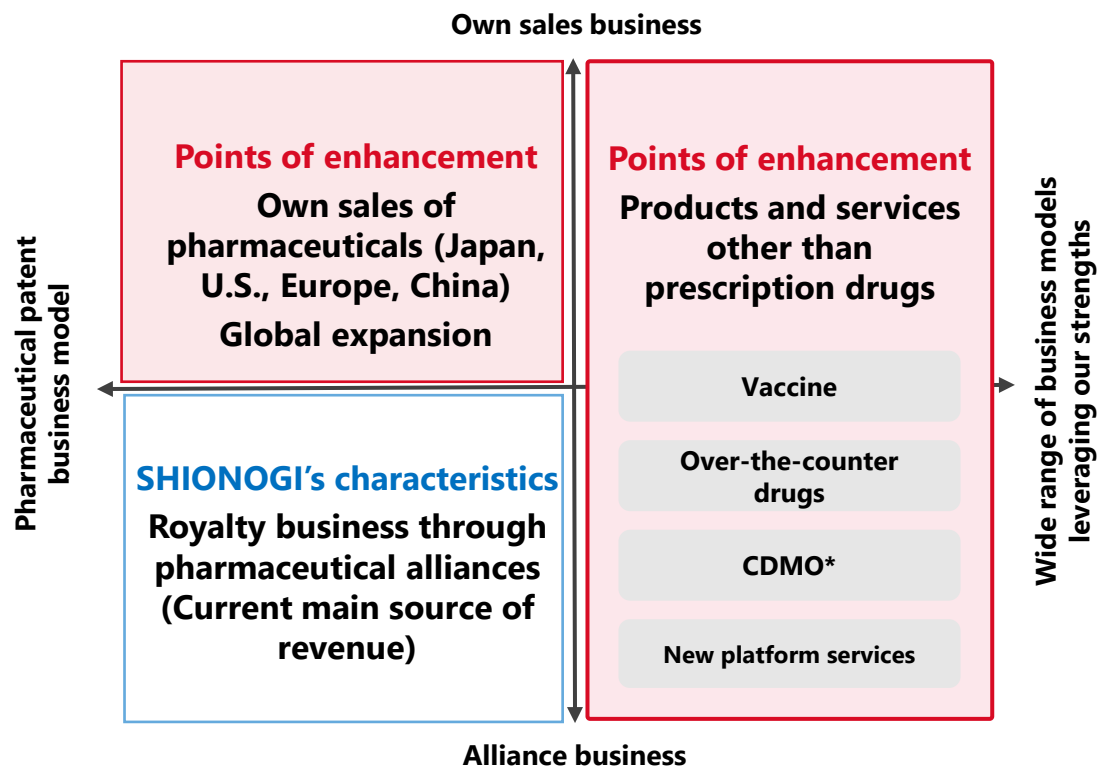 Own sales business
Points of enhancement
Own sales of
pharmaceuticals (Japan,
U.S., Europe, China)
Global expansion
Points of enhancement
Products and services
other than
prescription drugs
Vaccine
Over-the-counter
drugs
CDMO*
New platform services
Pharmaceutical patent
business model
Wide range of business models
leveraging our strengths
SHIONOGI’s characteristics
Royalty business through
pharmaceutical alliances
(Current main source of
revenue)
Alliance business